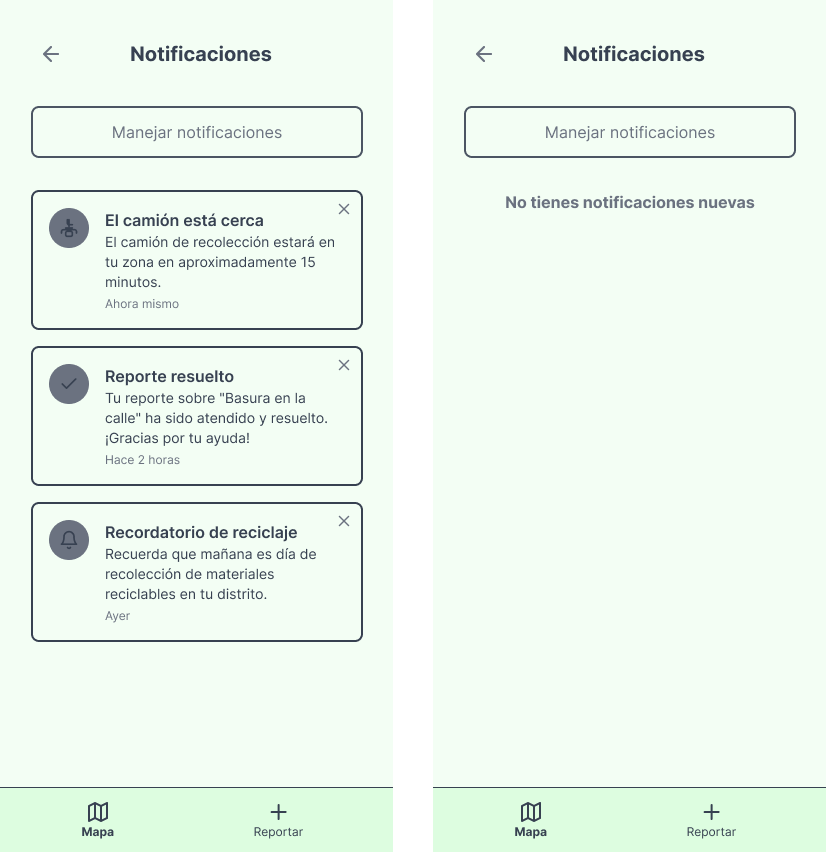 Notificaciones
Manejar notificaciones
El camión está cerca
El camión de recolección estará en
tu zona en aproximadamente 15
minutos.
Ahora mismo
Reporte resuelto
Tu reporte sobre "Basura en la
calle" ha sido atendido y resuelto.
¡Gracias por tu ayuda!
Hace 2 horas
Recordatorio de reciclaje
Recuerda que mañana es día de
recolección de materiales
reciclables en tu distrito.
Ayer
Mapa
Reportar
Notificaciones
Manejar notificaciones
No tienes notificaciones nuevas
Mapa
Reportar